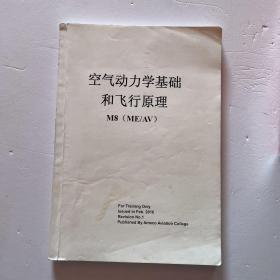 空气动力学基础
和飞行原理
M8（ME/AV）
For Training Only
Issued in Feb. 2016
Revision No.1
Published By Ameco Aviation College